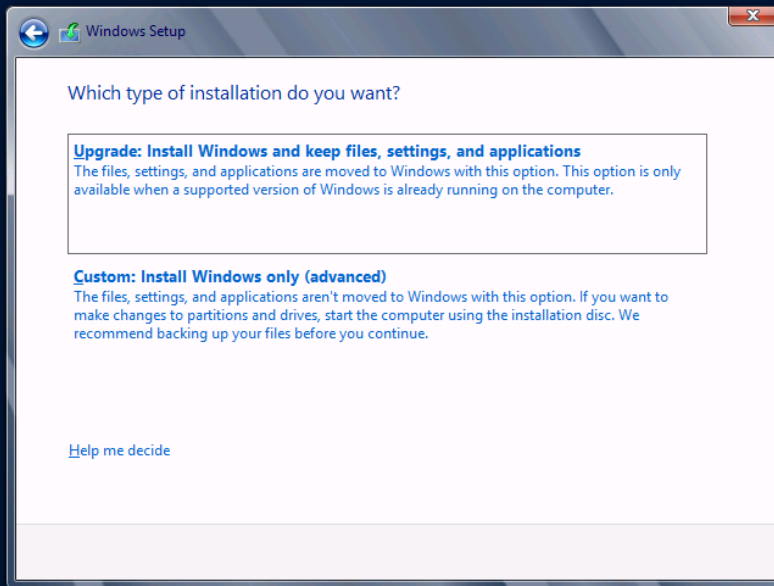 Windows Setup
Which type of installation do you want?
Upgrade: Install Windows and keep files, settings, and applications
The files, settings, and applications are moved to Windows with this option. This option is only
available when a supported version of Windows is already running on the computer.
Custom: Install Windows only (advanced)
The files, settings, and applications aren't moved to Windows with this option. If you want to
make changes to partitions and drives, start the computer using the installation disc. We
recommend backing up your files before you continue.
Help me decide